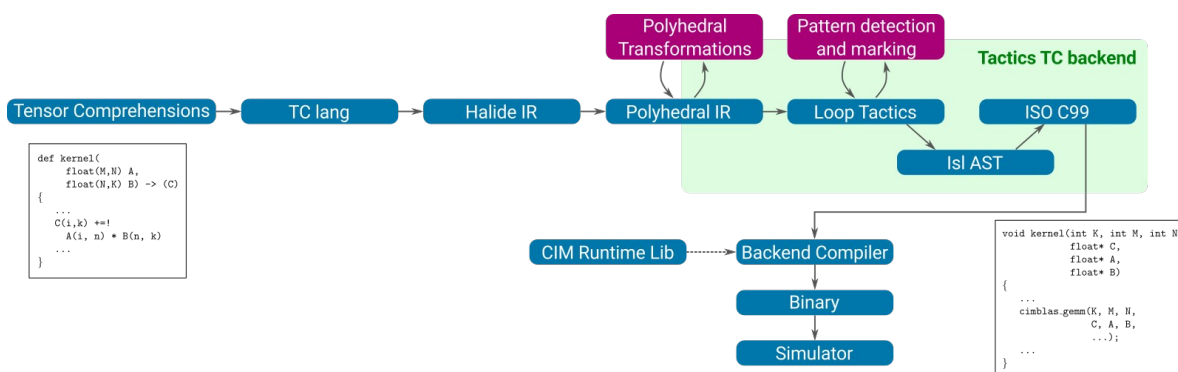 Polyhedral
Transformations
Pattern detection
and marking
Tactics TC backend
Tensor Comprehensions
TC lang
Halide IR
Polyhedral IR
Loop Tactics
ISO C99
Isl AST
def kernel(
float(M,N) A,
float(N,K) B) -> (C)
{
...
C(i,k) +=!
A(i, n) * B(n, k)
...
}
CIM Runtime Lib
Backend Compiler
Binary
Simulator
void kernel(int K, int M, int N
float* C,
float* A,
float* B)
{
...
cimblas_gemm(K, M, N,
C, A, B,
...);
...
}